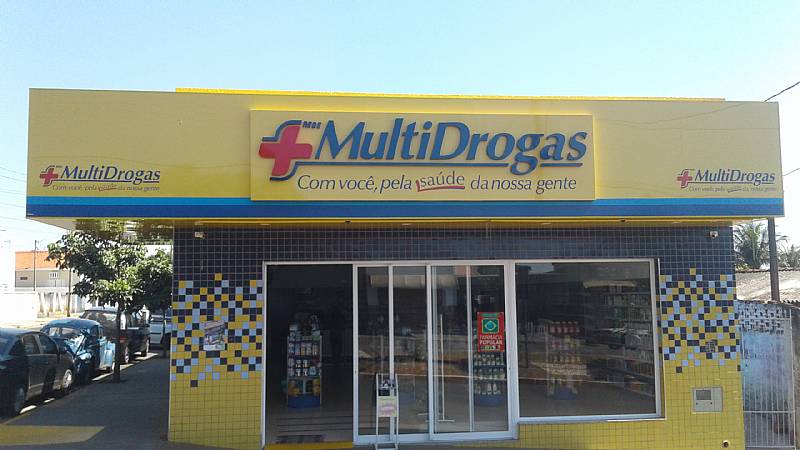 MDS
MultiDrogas
Com você, pela saúde da nossa gente
MultiDrogas
Com você, pela saúde da nossa gente
MultiDrogas
Com você, pela saúde da nossa gente
FARMÁCIA
POPULAR